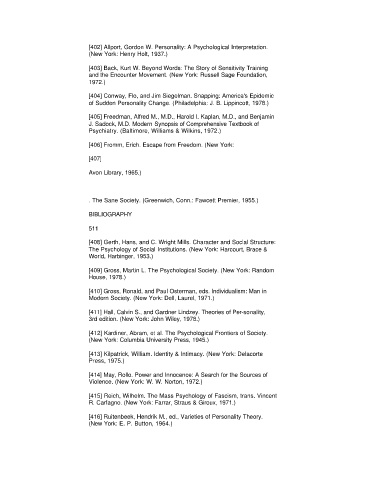 [402] Allport, Gordon W. Personality: A Psychological Interpretation.
(New York: Henry Holt, 1937.)
[403] Back, Kurt W. Beyond Words: The Story of Sensitivity Training
and the Encounter Movement. (New York: Russell Sage Foundation,
1972.)
[404] Conway, Flo, and Jim Siegelman. Snapping: America's Epidemic
of Sudden Personality Change. (Philadelphia: J. B. Lippincott, 1978.)
[405] Freedman, Alfred M., M.D., Harold I. Kaplan, M.D., and Benjamin
J. Sadock, M.D. Modern Synopsis of Comprehensive Textbook of
Psychiatry. (Baltimore, Williams & Wilkins, 1972.)
[406] Fromm, Erich. Escape from Freedom. (New York:
[407]
Avon Library, 1965.)
. The Sane Society. (Greenwich, Conn.: Fawcett Premier, 1955.)
BIBLIOGRAPHY
511
[408] Gerth, Hans, and C. Wright Mills. Character and Social Structure:
The Psychology of Social Institutions. (New York: Harcourt, Brace &
World, Harbinger, 1953.)
[409] Gross, Martin L. The Psychological Society. (New York: Random
House, 1978.)
[410] Gross, Ronald, and Paul Osterman, eds. Individualism: Man in
Modern Society. (New York: Dell, Laurel, 1971.)
[411] Hall, Calvin S., and Gardner Lindzey. Theories of Per-sonality,
3rd edition. (New York: John Wiley, 1978.)
[412] Kardiner, Abram, et al. The Psychological Frontiers of Society.
(New York: Columbia University Press, 1945.)
[413] Kilpatrick, William. Identity & Intimacy. (New York: Delacorte
Press, 1975.)
[414] May, Rollo. Power and Innocence: A Search for the Sources of
Violence. (New York: W. W. Norton, 1972.)
[415] Reich, Wilhelm. The Mass Psychology of Fascism, trans. Vincent
R. Carfagno. (New York: Farrar, Straus & Giroux, 1971.)
[416] Ruitenbeek, Hendrik M., ed., Varieties of Personality Theory.
(New York: E. P. Dutton, 1964.)